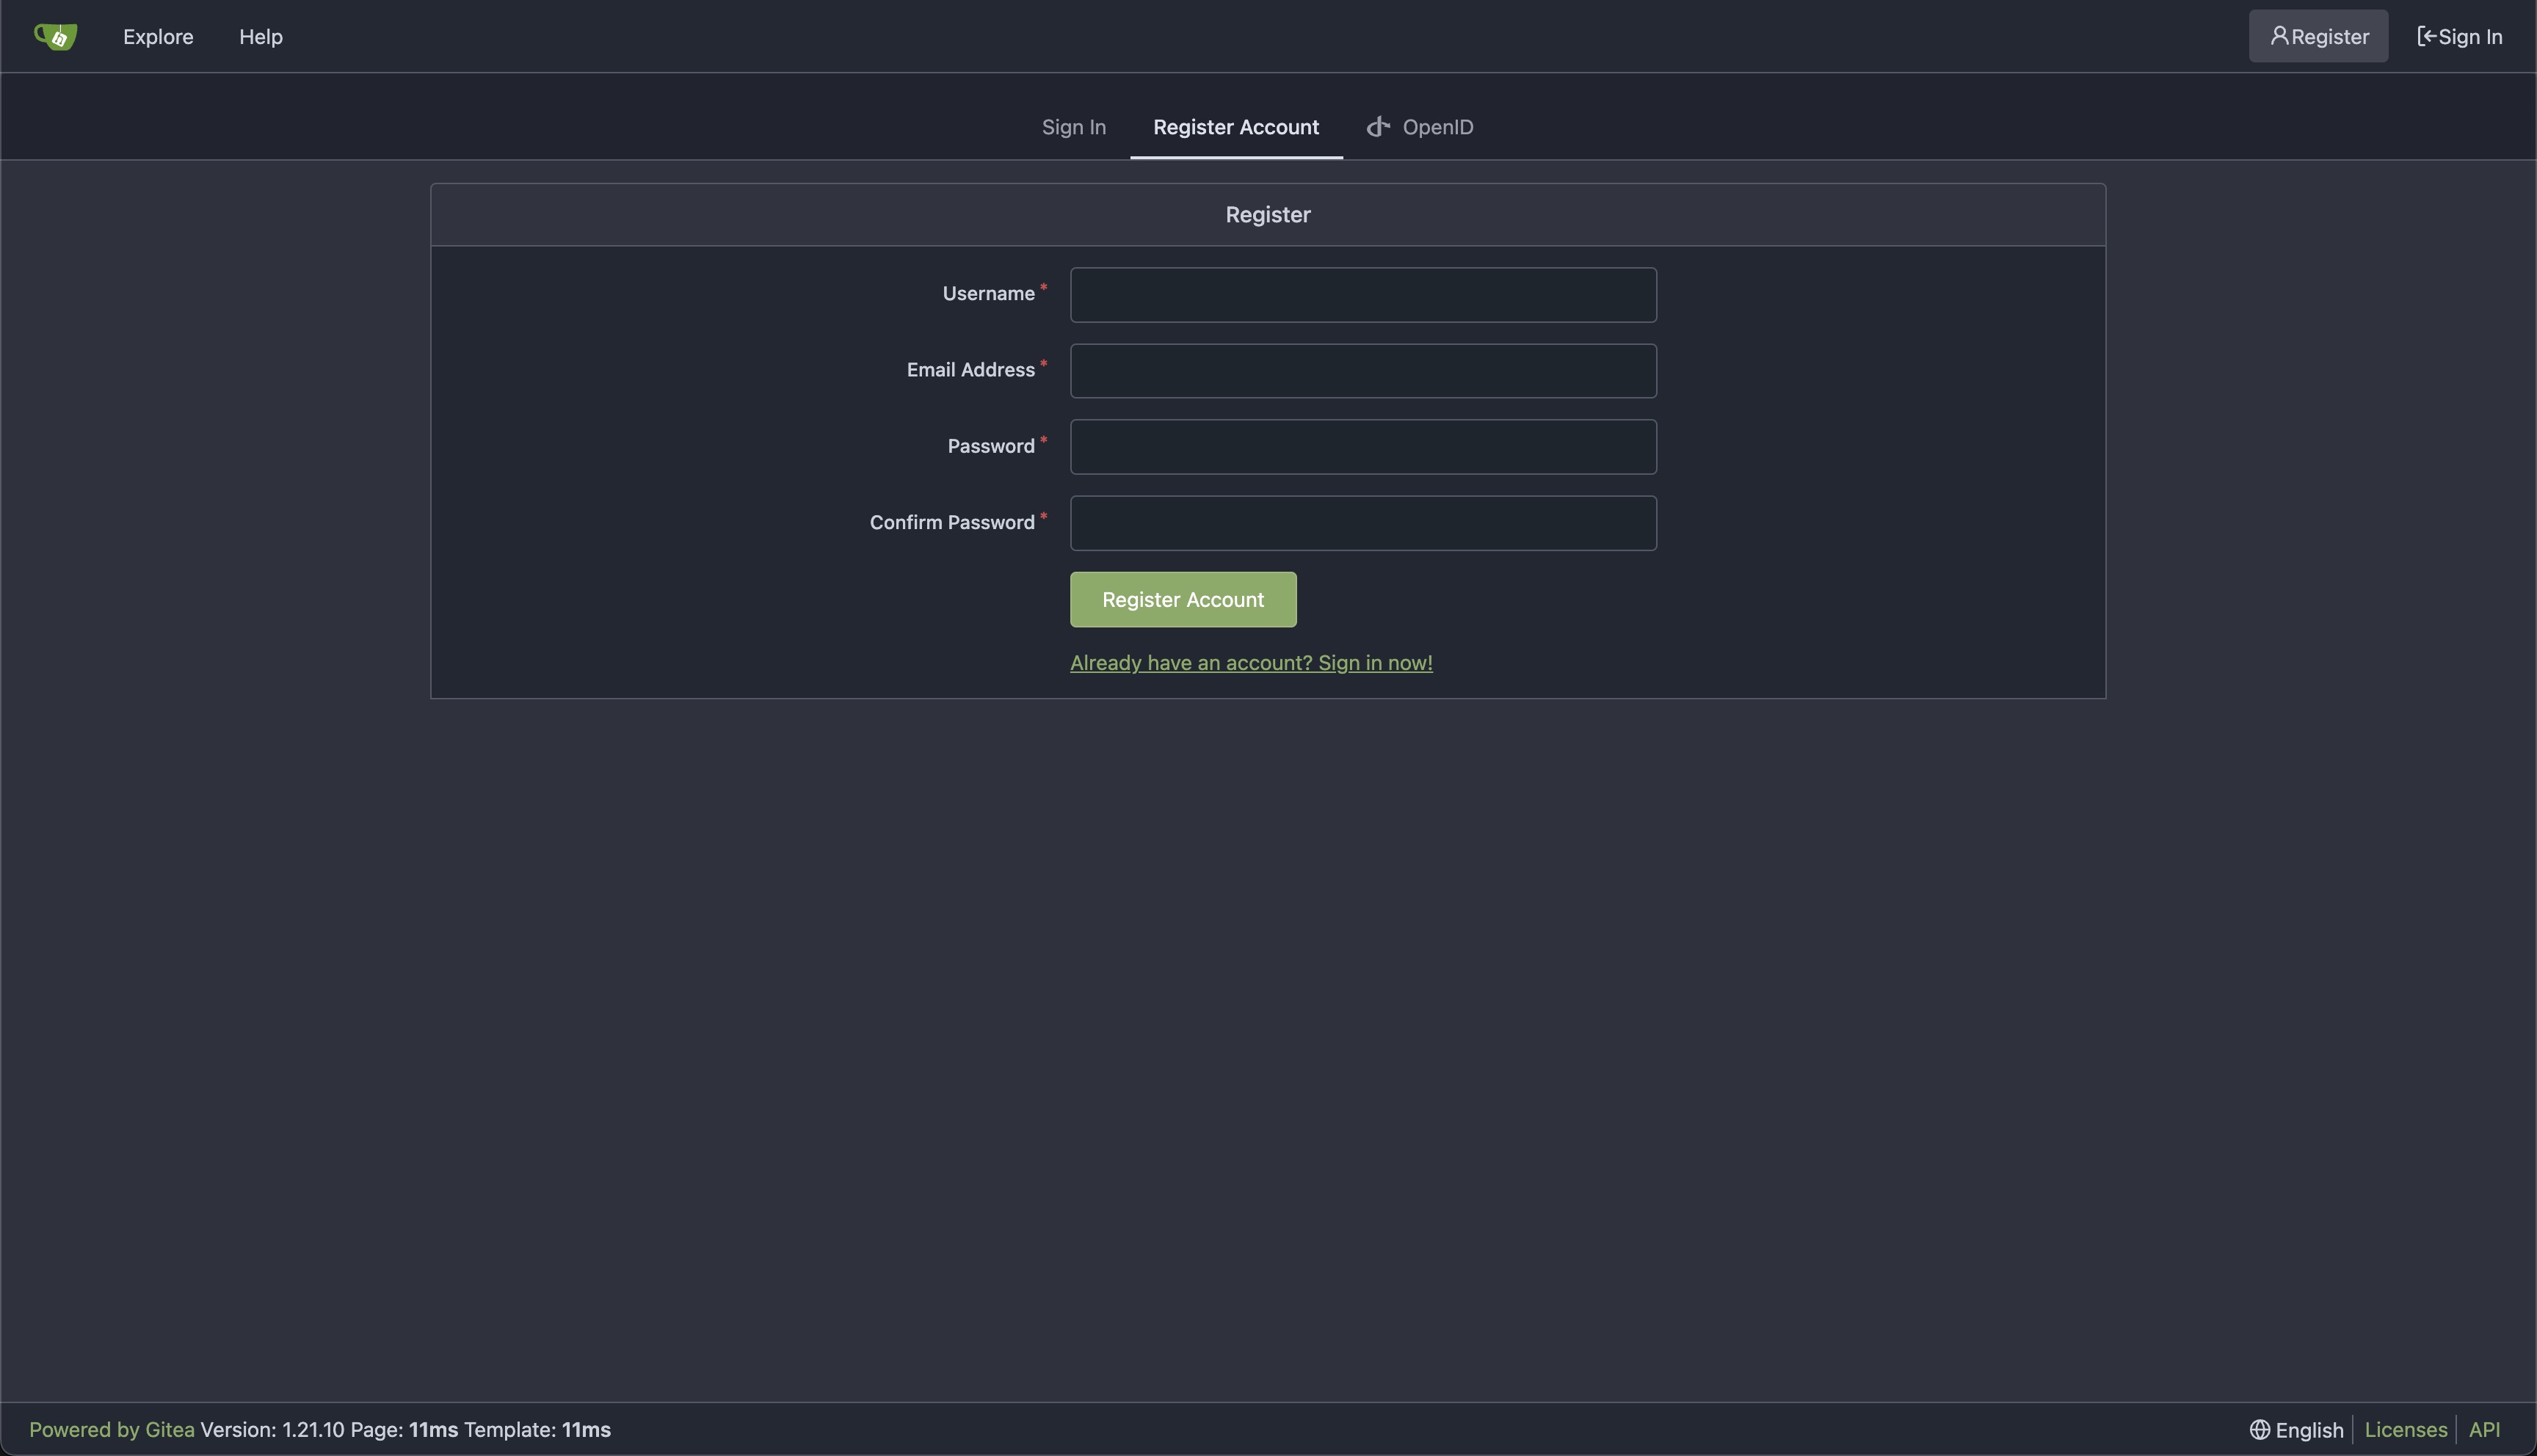 Explore Help Register Sign In
Sign In Register Account OpenID
Register
Username *
Email Address *
Password *
Confirm Password *
Register Account
Already have an account? Sign in now!
Powered by Gitea Version: 1.21.10 Page: 11ms Template: 11ms English Licenses API